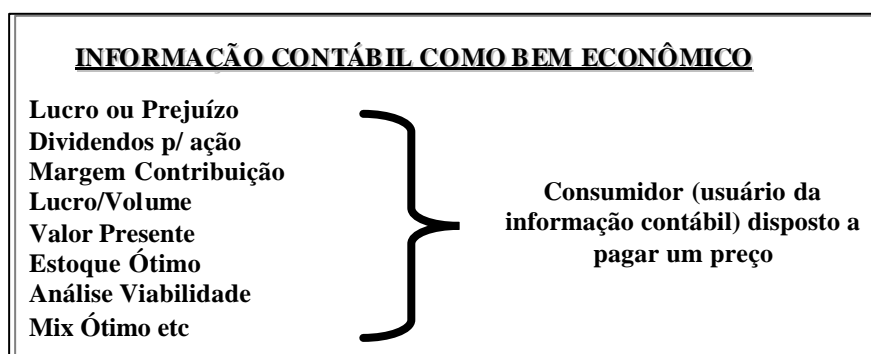 INFORMAÇÃO CONTÁBIL COMO BEM ECONÔMICO
Lucro ou Prejuízo
Dividendos p/ ação
Margem Contribuição
Lucro/Volume
Valor Presente
Estoque Ótimo
Análise Viabilidade
Mix Ótimo etc
Consumidor (usuário da
informação contábil) disposto a
pagar um preço